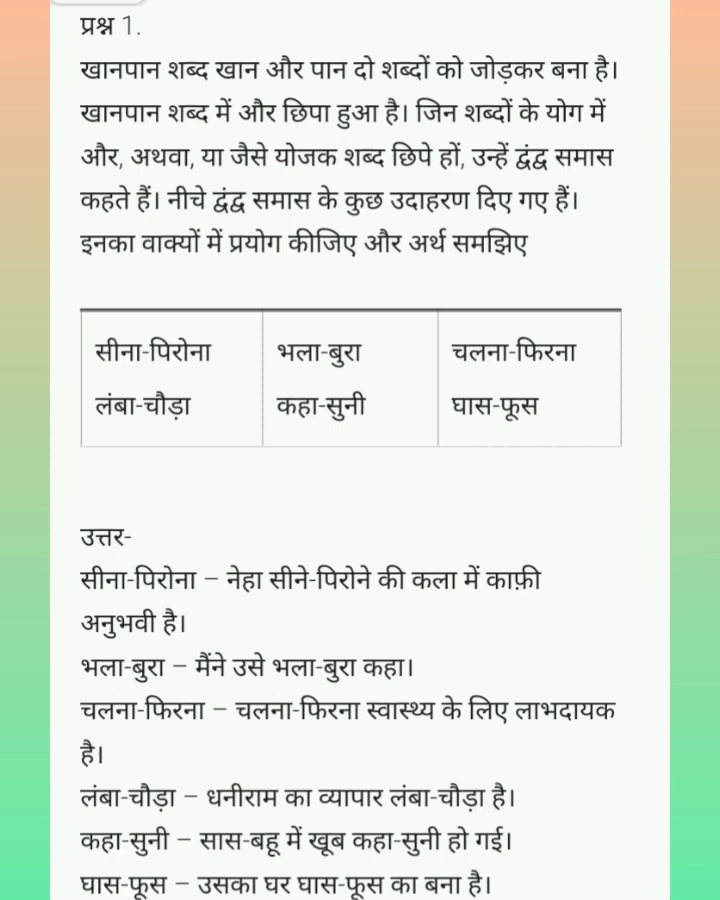 प्रश्न 1.
खानपान शब्द खान और पान दो शब्दों को जोड़कर बना है।
खानपान शब्द में और छिपा हुआ है। जिन शब्दों के योग में
और, अथवा, या जैसे योजक शब्द छिपे हों, उन्हें द्वंद्व समास
कहते हैं। नीचे द्वंद्व समास के कुछ उदाहरण दिए गए हैं।
इनका वाक्यों में प्रयोग कीजिए और अर्थ समझिए
सीना-पिरोना भला-बुरा चलना-फिरना
लंबा-चौड़ा कहा-सुनी घास-फूस
उत्तर-
सीना-पिरोना – नेहा सीने-पिरोने की कला में काफ़ी
अनुभवी है।
भला-बुरा – मैंने उसे भला-बुरा कहा।
चलना-फिरना – चलना-फिरना स्वास्थ्य के लिए लाभदायक
है।
लंबा-चौड़ा – धनीराम का व्यापार लंबा-चौड़ा है।
कहा-सुनी – सास-बहू में खूब कहा-सुनी हो गई।
घास-फूस – उसका घर घास-फूस का बना है।